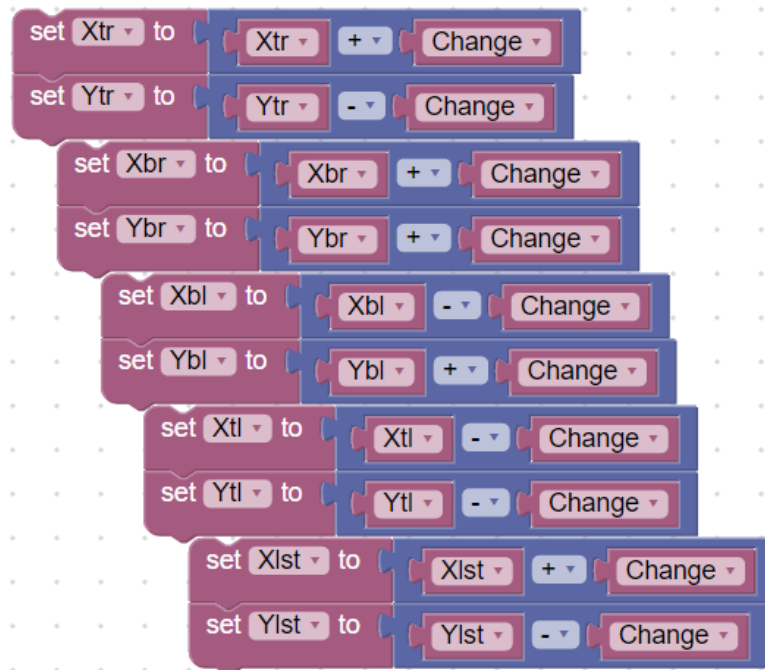 set Xtr to Xtr + Change
set Ytr to Ytr - Change
set Xbr to Xbr + Change
set Ybr to Ybr + Change
set Xbl to Xbl - Change
set Ybl to Ybl + Change
set Xtl to Xtl - Change
set Ytl to Ytl - Change
set Xlst to Xlst + Change
set Ylst to Ylst - Change